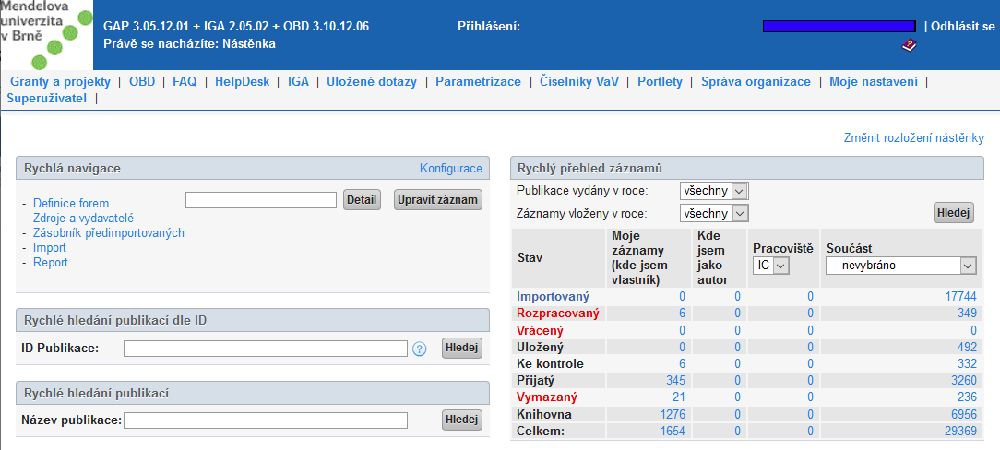 Mendelova
univerzita
v Brně
GAP 3.05.12.01 + IGA 2.05.02 + OBD 3.10.12.06
Právě se nacházíte: Nástěnka
Přihlášení:
| Odhlásit se
Granty a projekty | OBD | FAQ | HelpDesk | IGA | Uložené dotazy | Parametrizace | Číselníky VaV | Portlety | Správa organizace | Moje nastavení |
Superuživatel |
Změnit rozložení nástěnky
Rychlá navigace Konfigurace
- Definice forem
- Zdroje a vydavatelé
- Zásobník předimportovaných
- Import
- Report
Detail Upravit záznam
Rychlé hledání publikací dle ID
ID Publikace: ? Hledej
Rychlé hledání publikací
Název publikace: Hledej
Rychlý přehled záznamů
Publikace vydány v roce: všechny
Záznamy vloženy v roce: všechny Hledej
Stav
Moje
záznamy
(kde jsem
vlastník)
Kde
jsem
jako
autor
Pracoviště
IC
Součást
-- nevybráno --
Importovaný 0 0 0 17744
Rozpracovaný 6 0 0 349
Vrácený 0 0 0 0
Uložený 0 0 0 492
Ke kontrole 6 0 0 332
Přijatý 345 0 0 3260
Vymazaný 21 0 0 236
Knihovna 1276 0 0 6956
Celkem: 1654 0 0 29369